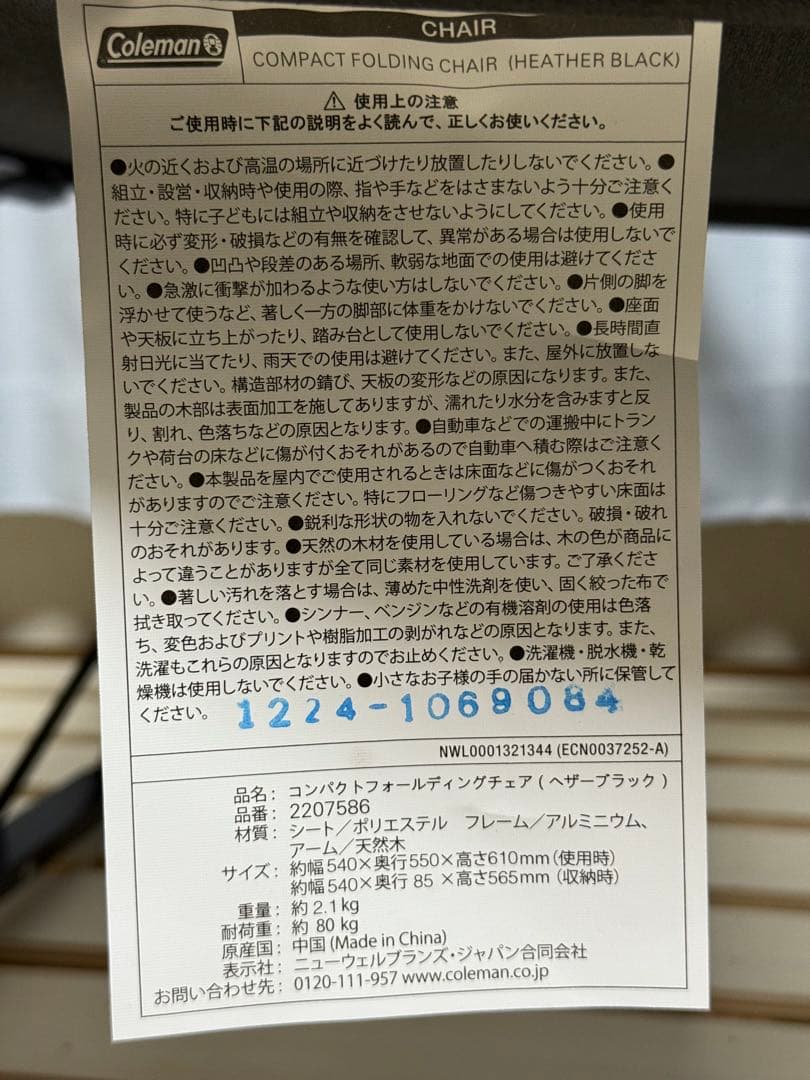 Coleman
CHAIR
COMPACT FOLDING CHAIR (HEATHER BLACK)
⚠ 使用上の注意
ご使用時に下記の説明をよく読んで、正しくお使いください。
●火の近くおよび高温の場所に近づけたり放置したりしないでください。●
組立・設営・収納時や使用の際、指や手などをはさまないよう十分ご注意く
ださい。特に子どもには組立や収納をさせないようにしてください。●使用
時に必ず変形・破損などの有無を確認して、異常がある場合は使用しないで
ください。●凹凸や段差のある場所、軟弱な地面での使用は避けてくださ
い。●急激に衝撃が加わるような使い方はしないでください。●片側の脚を
浮かせて使うなど、著しく一方の脚部に体重をかけないでください。●座面
や天板に立ち上がったり、踏み台として使用しないでください。●長時間直
射日光に当てたり、雨天での使用は避けてください。また、屋外に放置しな
いでください。構造部材の錆び、天板の変形などの原因になります。また、
製品の木部は表面加工を施してありますが、濡れたり水分を含みますと反
り、割れ、色落ちなどの原因となります。●自動車などでの運搬中にトラン
クや荷台の床などに傷が付くおそれがあるので自動車へ積む際はご注意く
ださい。●本製品を屋内でご使用されるときは床面などに傷がつくおそれ
がありますのでご注意ください。特にフローリングなど傷つきやすい床面は
十分ご注意ください。●鋭利な形状の物を入れないでください。破損・破れ
のおそれがあります。●天然の木材を使用している場合は、木の色が商品に
よって違うことがありますが全て同じ素材を使用しています。ご了承くださ
い。●著しい汚れを落とす場合は、薄めた中性洗剤を使い、固く絞った布で
拭き取ってください。●シンナー、ベンジンなどの有機溶剤の使用は色落
ち、変色およびプリントや樹脂加工の剥がれなどの原因となります。また、
洗濯もこれらの原因となりますのでお止めください。●洗濯機・脱水機・乾
燥機は使用しないでください。●小さなお子様の手の届かない所に保管して
ください。
1224-1069084
NWL0001321344 (ECN0037252-A)
品名：コンパクトフォールディングチェア（ヘザーブラック）
品番：2207586
材質：シート／ポリエステル　フレーム／アルミニウム、
アーム／天然木
サイズ：約幅540×奥行550×高さ610mm（使用時）
約幅540×奥行 85 ×高さ565mm（収納時）
重量：約 2.1kg
耐荷重：約 80 kg
原産国：中国 (Made in China)
表示社：ニューウェルブランズ・ジャパン合同会社
お問い合わせ先：0120-111-957 www.coleman.co.jp